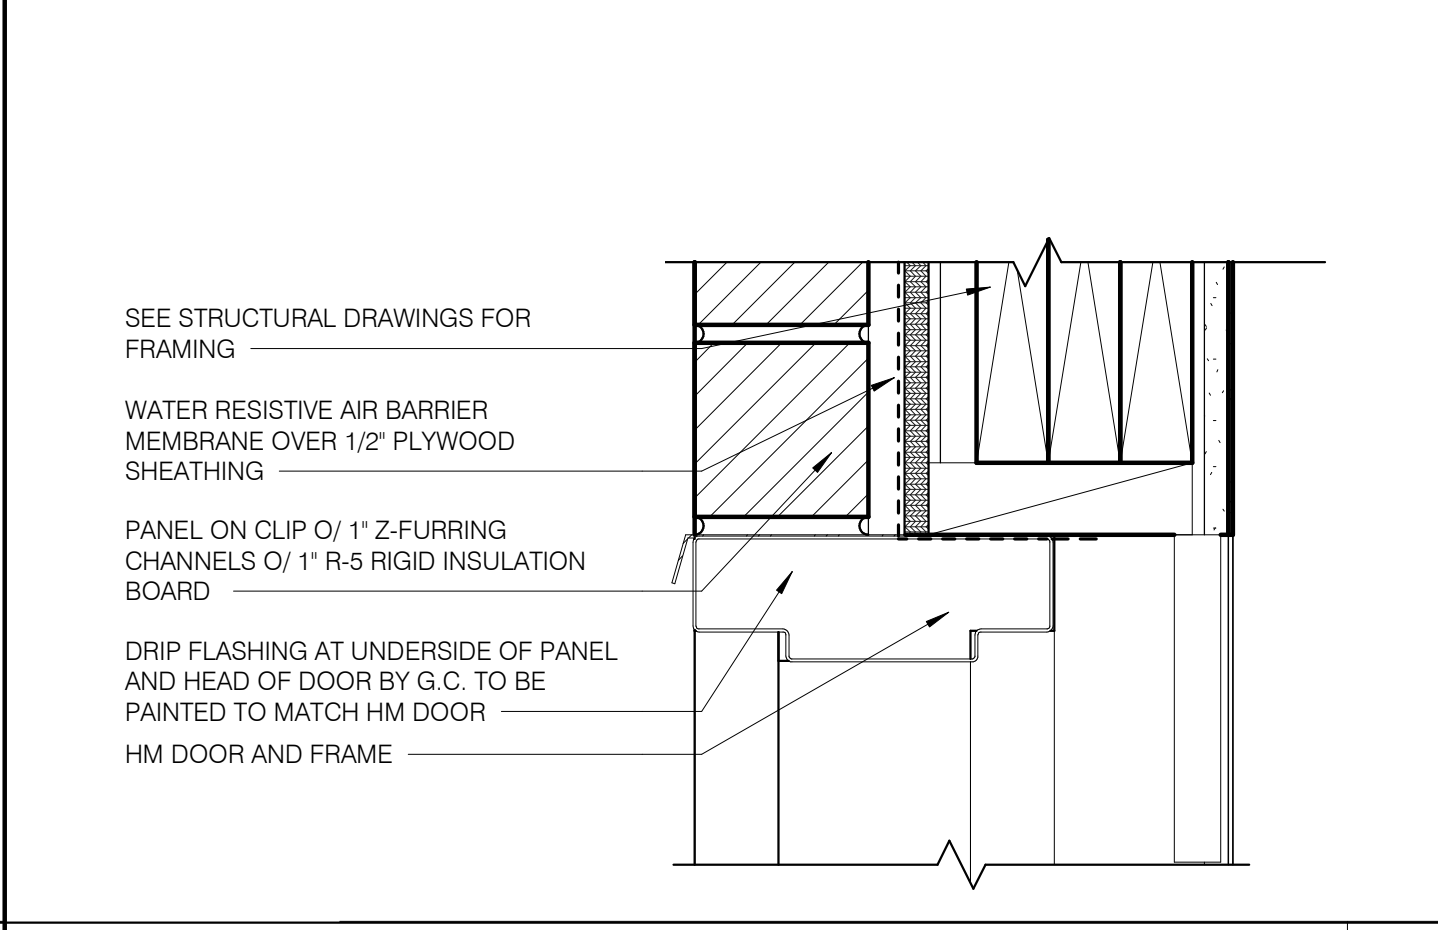 SEE STRUCTURAL DRAWINGS FOR
FRAMING
WATER RESISTIVE AIR BARRIER
MEMBRANE OVER 1/2" PLYWOOD
SHEATHING
PANEL ON CLIP O/ 1" Z-FURRING
CHANNELS O/ 1" R-5 RIGID INSULATION
BOARD
DRIP FLASHING AT UNDERSIDE OF PANEL
AND HEAD OF DOOR BY G.C. TO BE
PAINTED TO MATCH HM DOOR
HM DOOR AND FRAME